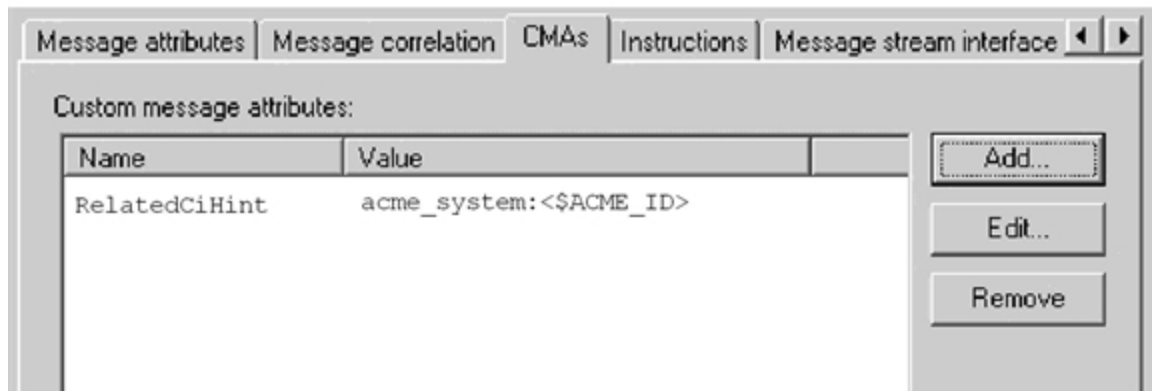 Message attributes Message correlation CMAs Instructions Message stream interface
Custom message attributes:
Name Value Add...
RelatedCiHint acme_system:<$ACME_ID>
Edit...
Remove